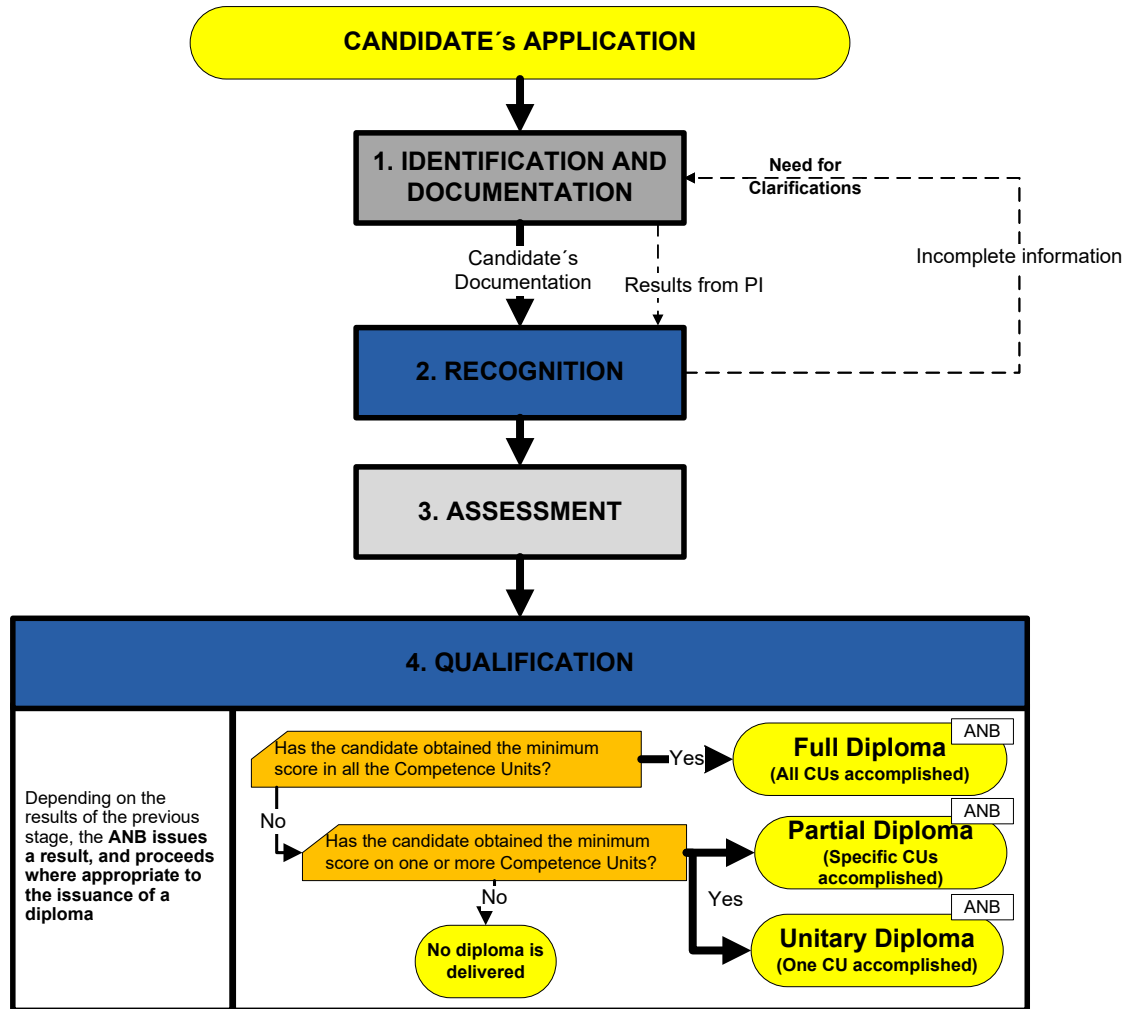 CANDIDATE´s APPLICATION
1. IDENTIFICATION AND
DOCUMENTATION
Need for
Clarifications
Candidate´s
Documentation
Results from PI
Incomplete information
2. RECOGNITION
3. ASSESSMENT
4. QUALIFICATION
Depending on the
results of the previous
stage, the ANB issues
a result, and proceeds
where appropriate to
the issuance of a
diploma
Has the candidate obtained the minimum
score in all the Competence Units?
Yes
ANB
Full Diploma
(All CUs accomplished)
No
Has the candidate obtained the minimum
score on one or more Competence Units?
ANB
Partial Diploma
(Specific CUs
accomplished)
No
Yes
ANB
Unitary Diploma
(One CU accomplished)
No diploma is
delivered